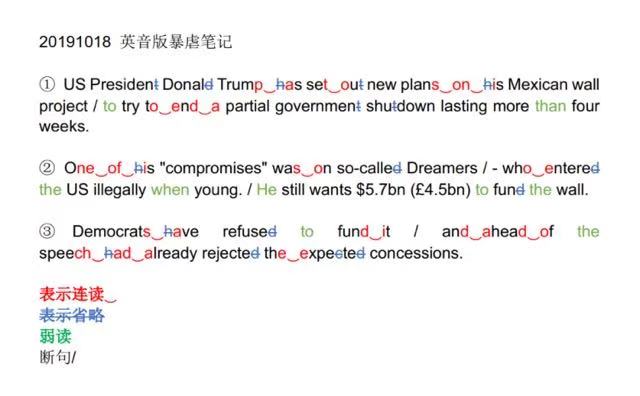 20191018 英音版暴虐笔记
① US President Donald Trump‿has set‿out new plans‿on‿his Mexican wall
project / to try to‿end‿a partial government shutdown lasting more than four
weeks.
② One‿of‿his "compromises" was‿on so-called Dreamers / - who‿entered
the US illegally when young. / He still wants $5.7bn (£4.5bn) to fund the wall.
③ Democrats‿have refused to fund‿it / and‿ahead‿of the
speech‿had‿already rejected the‿expected concessions.
表示连读‿
表示省略
弱读
断句/